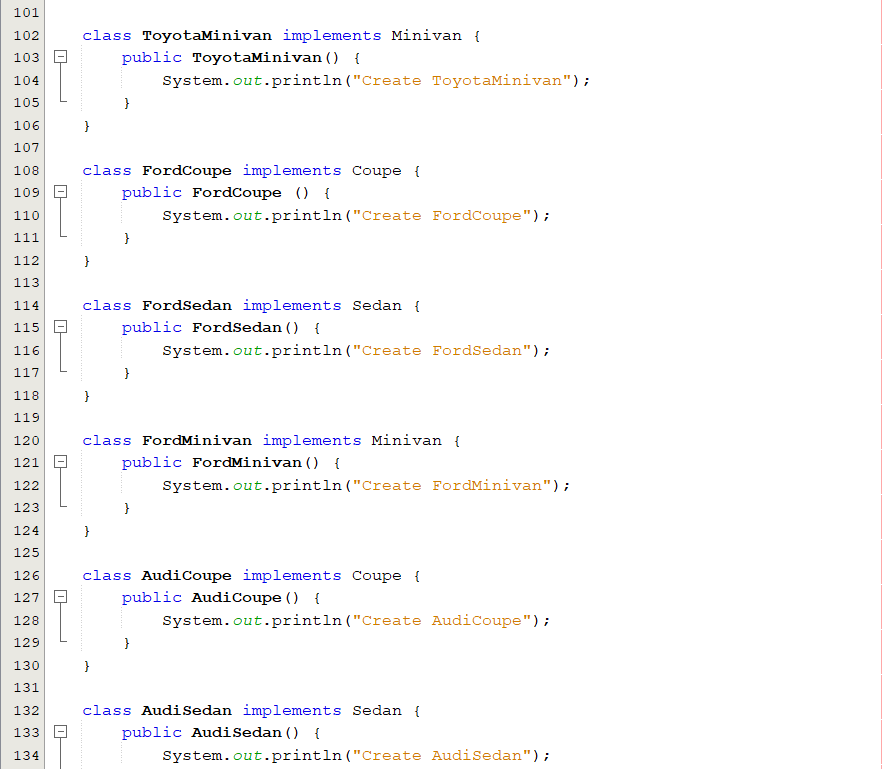 101
102 class ToyotaMinivan implements Minivan {
103 public ToyotaMinivan() {
104 System.out.println("Create ToyotaMinivan");
105 }
106 }
107
108 class FordCoupe implements Coupe {
109 public FordCoupe () {
110 System.out.println("Create FordCoupe");
111 }
112 }
113
114 class FordSedan implements Sedan {
115 public FordSedan() {
116 System.out.println("Create FordSedan");
117 }
118 }
119
120 class FordMinivan implements Minivan {
121 public FordMinivan() {
122 System.out.println("Create FordMinivan");
123 }
124 }
125
126 class AudiCoupe implements Coupe {
127 public AudiCoupe() {
128 System.out.println("Create AudiCoupe");
129 }
130 }
131
132 class AudiSedan implements Sedan {
133 public AudiSedan() {
134 System.out.println("Create AudiSedan");